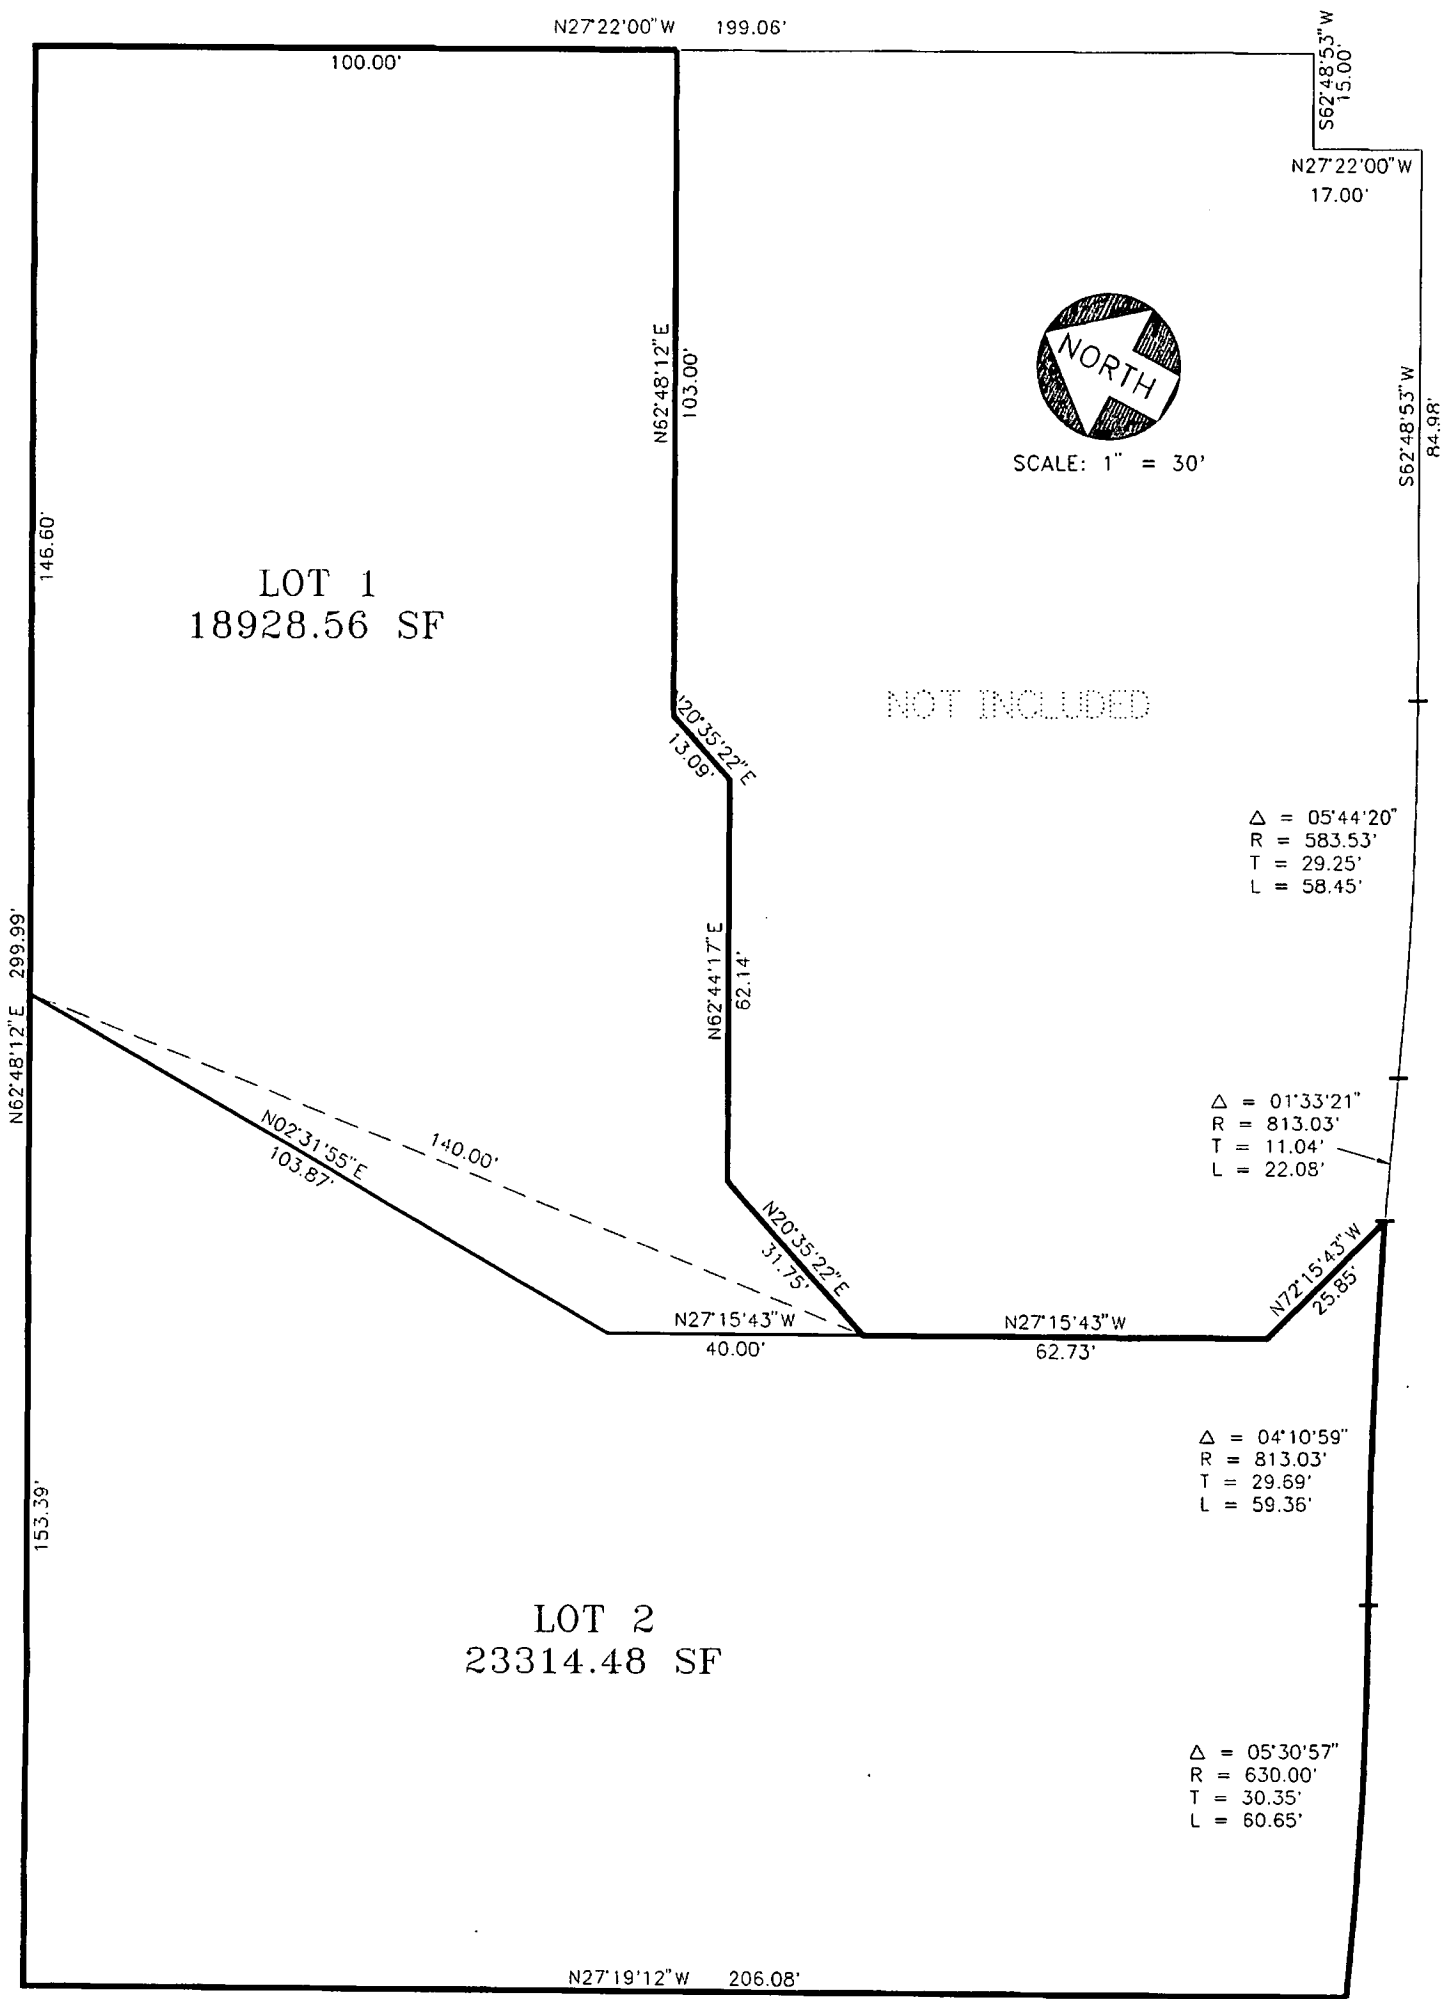 N27°22'00"W 199.06'
100.00'
S62°48'53"W
15.00'
N27°22'00"W
17.00'
NORTH
SCALE: 1" = 30'
N62°48'12"E
103.00'
S62°48'53"W
84.98'
146.60'
LOT 1
18928.56 SF
N20°35'22"E
13.09'
NOT INCLUDED
Δ = 05°44'20"
R = 583.53'
T = 29.25'
L = 58.45'
N62°44'17"E
62.14'
N62°48'12"E 299.99'
N02°31'55"E
103.87'
140.00'
Δ = 01°33'21"
R = 813.03'
T = 11.04'
L = 22.08'
N20°35'22"E
31.75'
N72°15'43"W
25.85'
N27°15'43"W
40.00'
N27°15'43"W
62.73'
Δ = 04°10'59"
R = 813.03'
T = 29.69'
L = 59.36'
153.39'
LOT 2
23314.48 SF
Δ = 05°30'57"
R = 630.00'
T = 30.35'
L = 60.65'
N27°19'12"W 206.08'